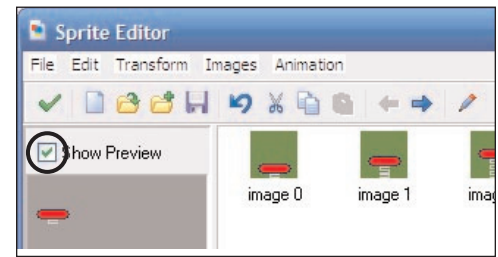 Sprite Editor
File Edit Transform Images Animation
Show Preview
image 0 image 1